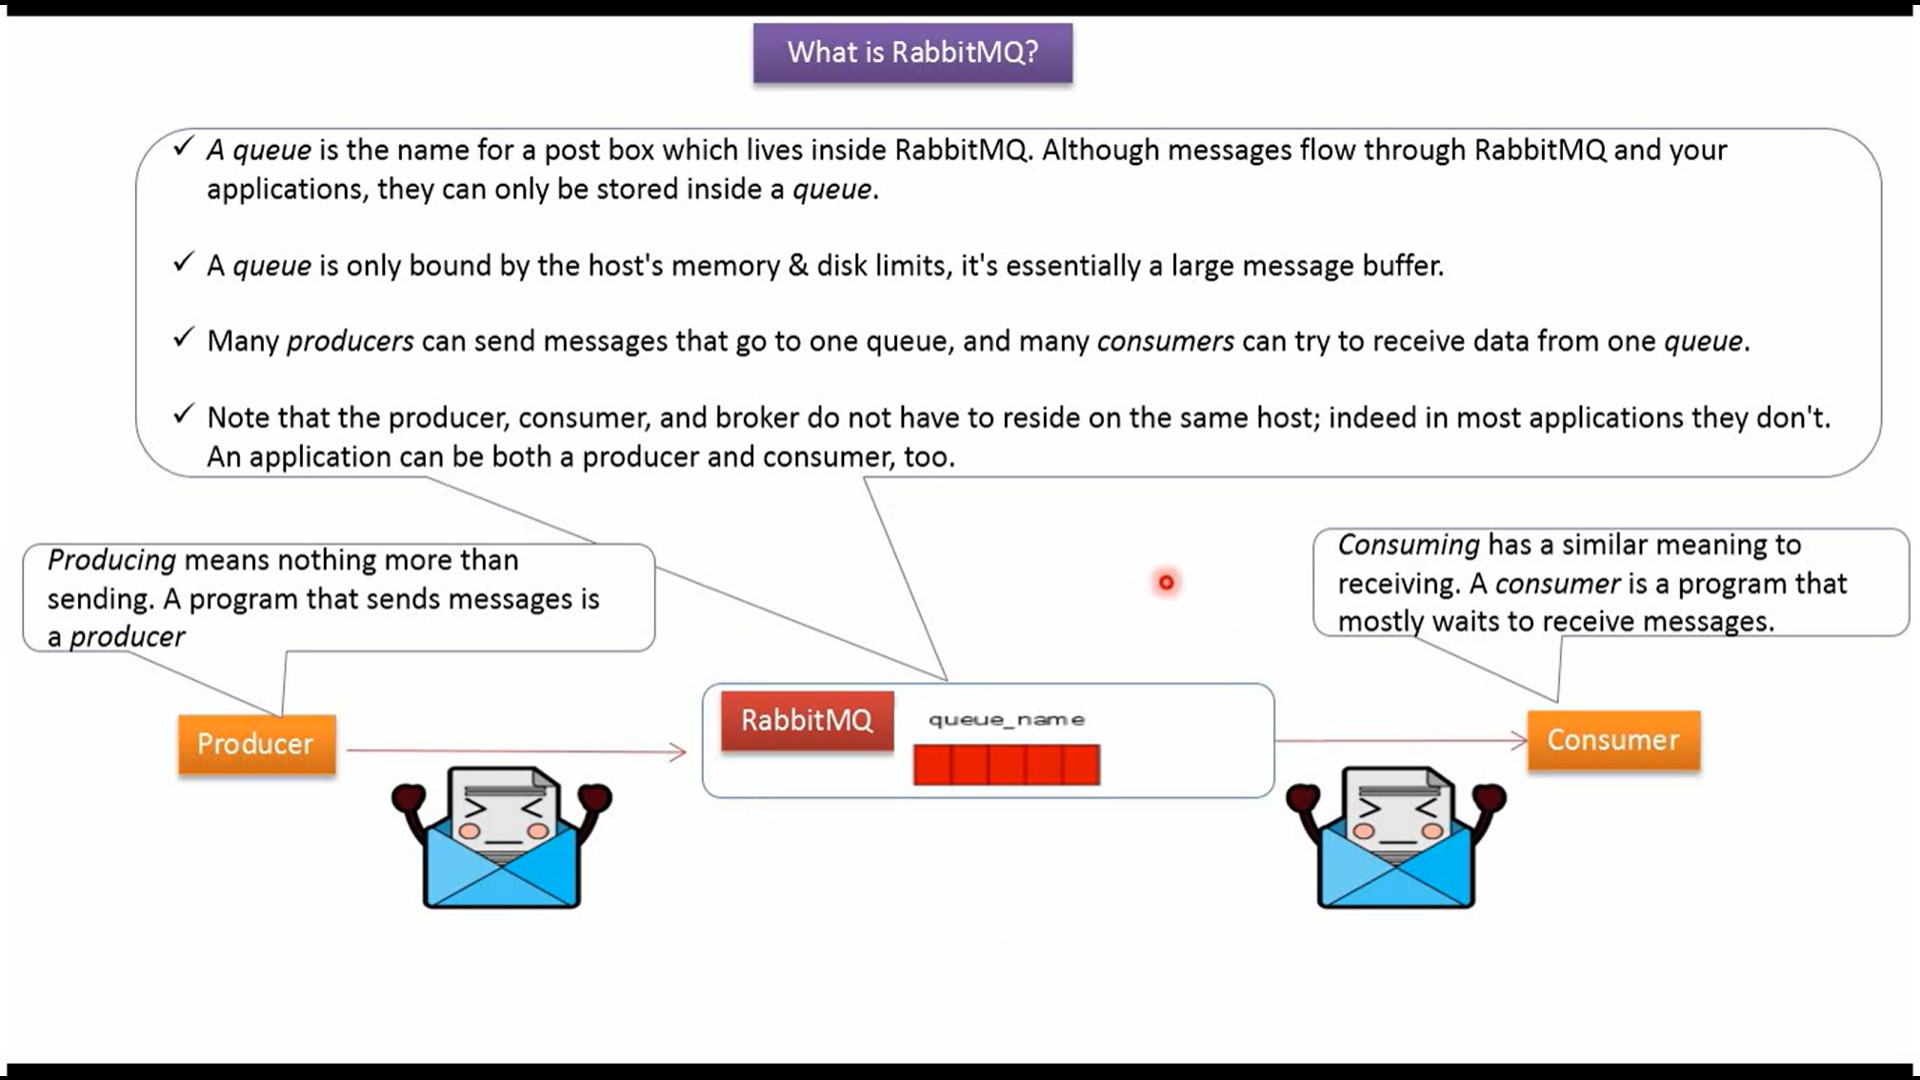 What is RabbitMQ?
✓ A queue is the name for a post box which lives inside RabbitMQ. Although messages flow through RabbitMQ and your
applications, they can only be stored inside a queue.
✓ A queue is only bound by the host's memory & disk limits, it's essentially a large message buffer.
✓ Many producers can send messages that go to one queue, and many consumers can try to receive data from one queue.
✓ Note that the producer, consumer, and broker do not have to reside on the same host; indeed in most applications they don't.
An application can be both a producer and consumer, too.
Producing means nothing more than
sending. A program that sends messages is
a producer
Consuming has a similar meaning to
receiving. A consumer is a program that
mostly waits to receive messages.
Producer
RabbitMQ
queue_name
Consumer